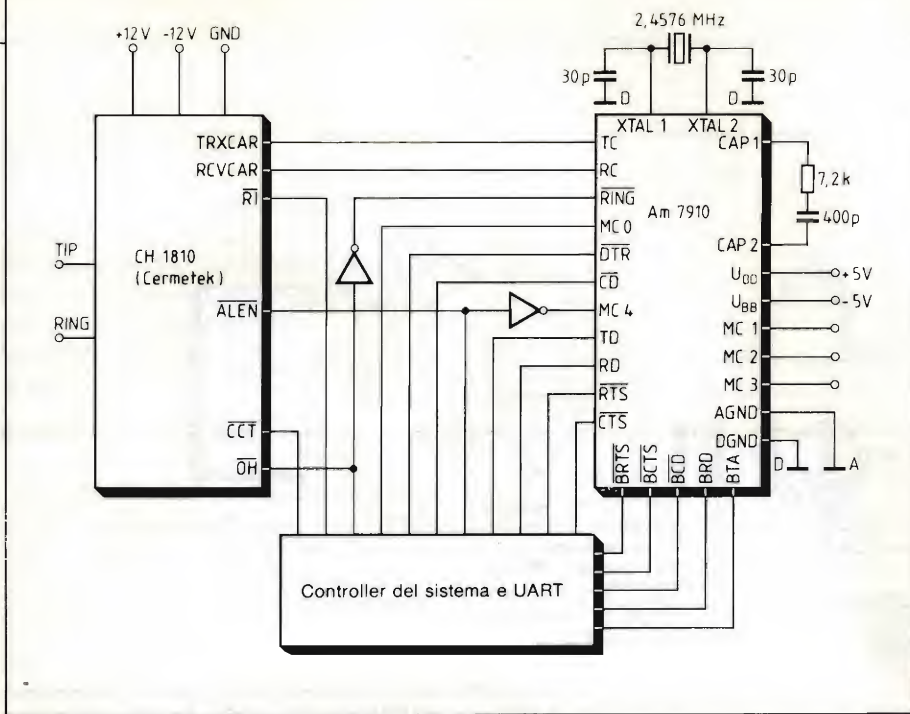 +12V -12V GND
2,4576 MHz
30p
30p
D
D
XTAL 1 XTAL 2
TRXCAR
RCVCAR
RI
CH 1810
(Cermetek)
ALEN
CCT
OH
TIP
RING
TC
RC
RING
MC 0
DTR
CD
MC 4
TD
RD
RTS
CTS
Am 7910
CAP 1
7,2k
400p
CAP 2
UCC
+5V
UBB
-5V
MC 1
MC 2
MC 3
AGND
DGND
D
A
BRTS
BCTS
BCD
BRD
BTA
Controller del sistema e UART